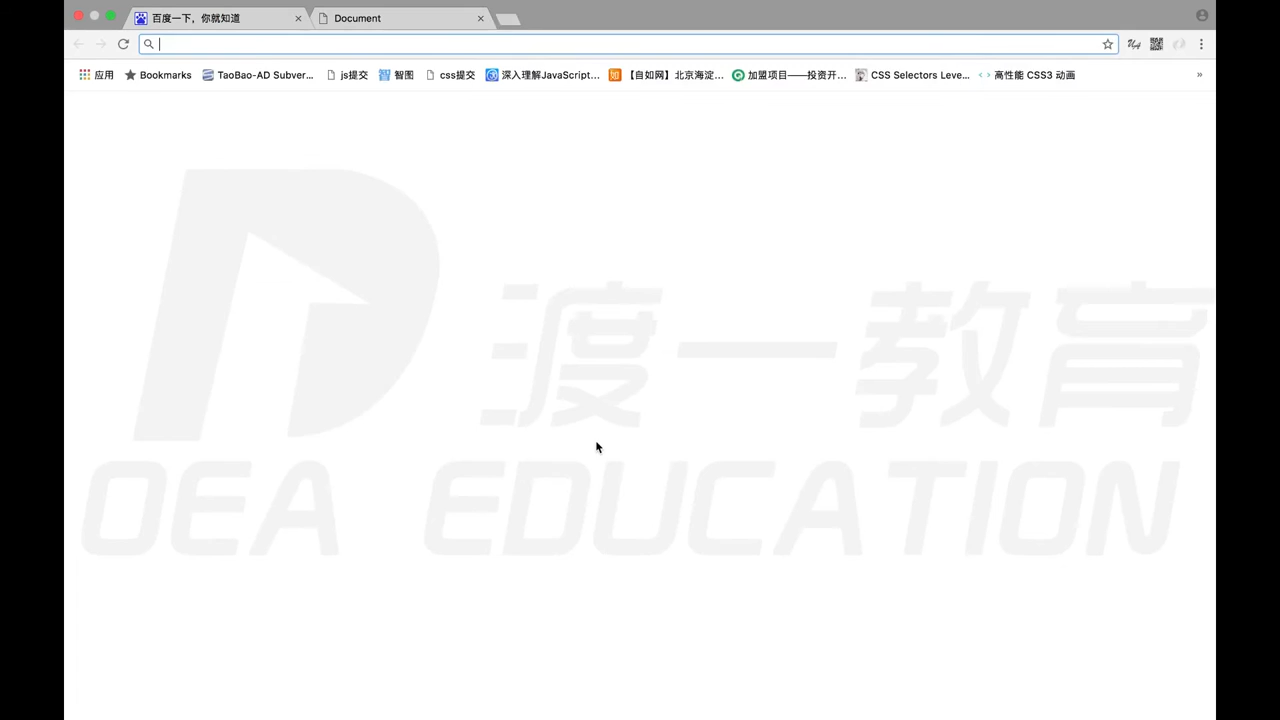 百度一下，你就知道
Document
应用
Bookmarks
TaoBao-AD Subver...
js提交
智图
css提交
深入理解JavaScript...
【自如网】北京海淀...
加盟项目——投资开...
CSS Selectors Leve...
高性能 CSS3 动画
»
渡一教育
OEA EDUCATION